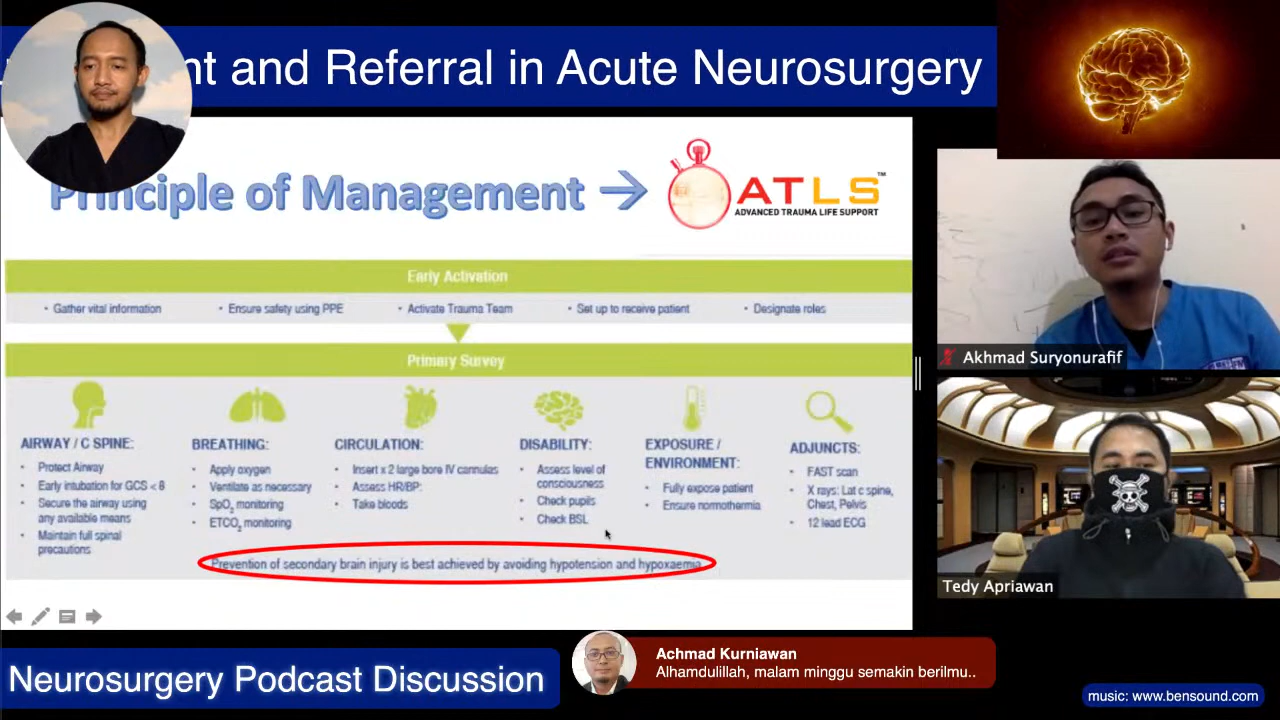 nt and Referral in Acute Neurosurgery
Principle of Management →
ATLS™
ADVANCED TRAUMA LIFE SUPPORT
Early Activation
• Gather vital information
• Ensure safety using PPE
• Activate Trauma Team
• Set up to receive patient
• Designate roles
Primary Survey
AIRWAY / C SPINE:
• Protect Airway
• Early intubation for GCS < 8
• Secure the airway using
any available means
• Maintain full spinal
precautions
BREATHING:
• Apply oxygen
• Ventilate as necessary
• SpO₂ monitoring
• ETCO₂ monitoring
CIRCULATION:
• Insert x 2 large bore IV cannulas
• Assess HR/BP:
• Take bloods
DISABILITY:
• Assess level of
consciousness
• Check pupils
• Check BSL
EXPOSURE /
ENVIRONMENT:
• Fully expose patient
• Ensure normothermia
ADJUNCTS:
• FAST scan
• X rays: Lat c spine,
Chest, Pelvis
• 12 lead ECG
Prevention of secondary brain injury is best achieved by avoiding hypotension and hypoxaemia
Akhmad Suryonurafif
Tedy Apriawan
Neurosurgery Podcast Discussion
Achmad Kurniawan
Alhamdulillah, malam minggu semakin berilmu..
music: www.bensound.com